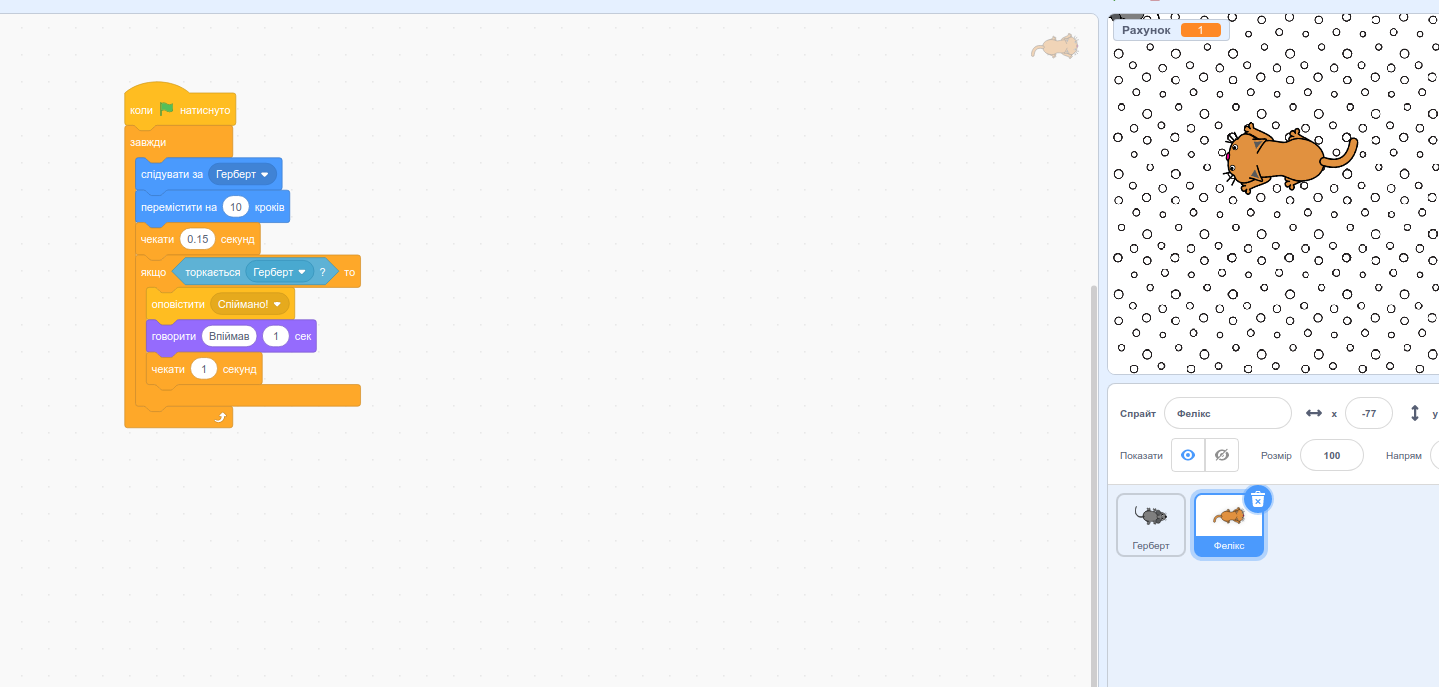 коли натиснуто
завжди
слідувати за Герберт
перемістити на 10 кроків
чекати 0.15 секунд
якщо торкається Герберт ? то
оповістити Спіймано!
говорити Впіймав 1 сек
чекати 1 секунд
Рахунок 1
Спрайт Фелікс x -77 y
Показати Розмір 100 Напрям
Герберт Фелікс